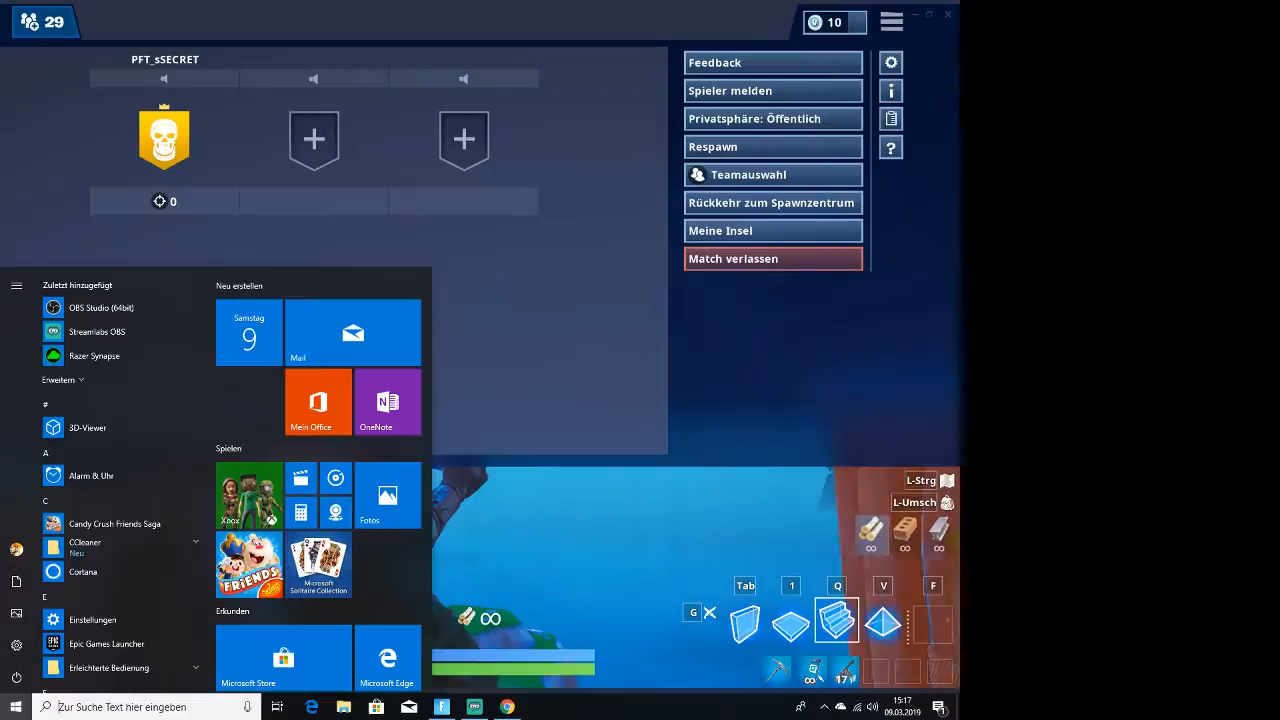 29
10
PFT_sSECRET
0
Feedback
Spieler melden
Privatsphäre: Öffentlich
Respawn
Teamauswahl
Rückkehr zum Spawnzentrum
Meine Insel
Match verlassen
i
?
Zuletzt hinzugefügt
OBS Studio (64bit)
Streamlabs OBS
Razer Synapse
Erweitern
#
3D-Viewer
A
Alarm & Uhr
C
Candy Crush Friends Saga
CCleaner
Neu
Cortana
E
Einstellungen
Epic Games Launcher
Erleichterte Bedienung
Neu erstellen
Samstag
9
Mail
Mein Office
OneNote
Spielen
Xbox
Fotos
FRIENDS
Microsoft
Solitaire Collection
Erkunden
Microsoft Store
Microsoft Edge
L-Strg
L-Umsch
∞ ∞ ∞
Tab 1 Q V F
G
∞
∞ 17
Zur Suche Text hier eingeben
15:17
09.03.2019
1